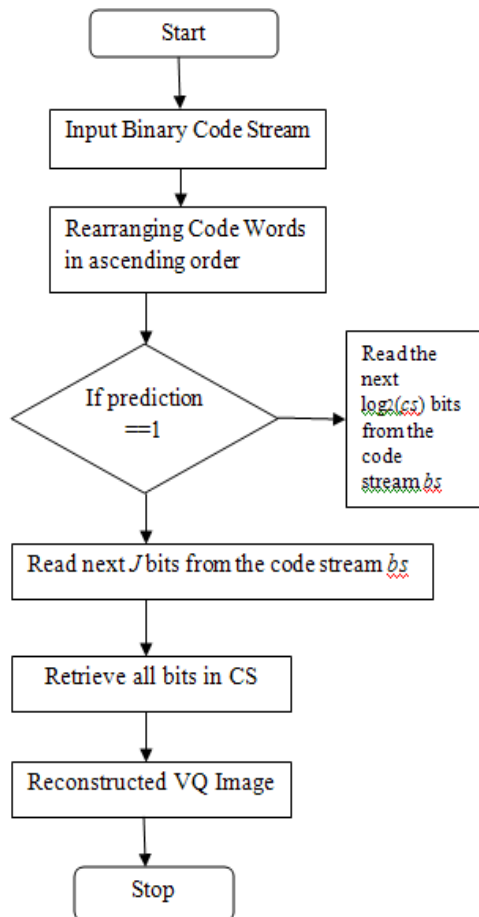 Start
Input Binary Code Stream
Rearranging Code Words
in ascending order
If prediction
==1
Read the
next
log2(cs) bits
from the
code
stream bs
Read next J bits from the code stream bs
Retrieve all bits in CS
Reconstructed VQ Image
Stop